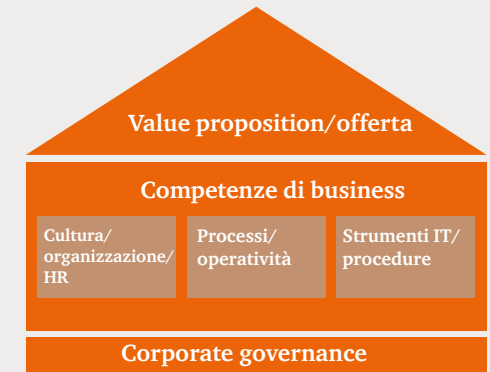 Value proposition/offerta
Competenze di business
Cultura/
organizzazione/
HR
Processi/
operatività
Strumenti IT/
procedure
Corporate governance